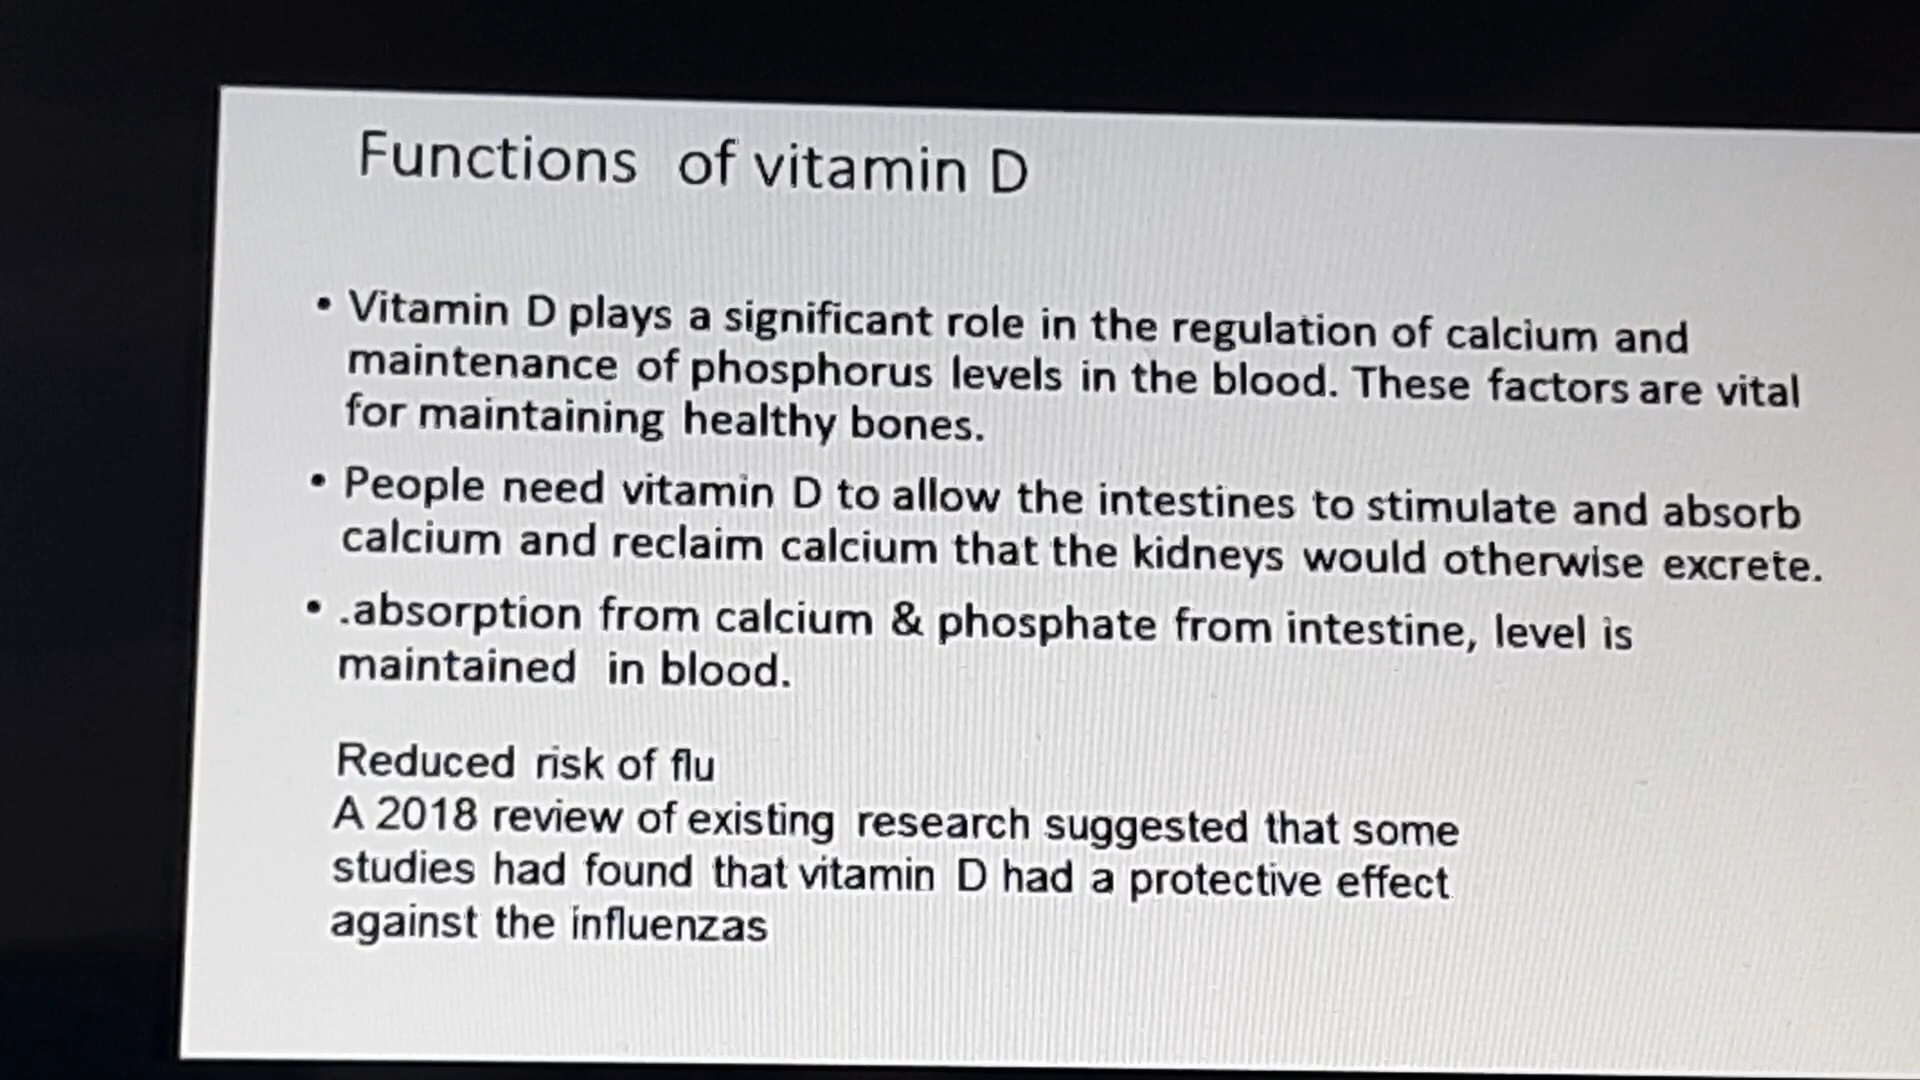 Functions of vitamin D
• Vitamin D plays a significant role in the regulation of calcium and
maintenance of phosphorus levels in the blood. These factors are vital
for maintaining healthy bones.
• People need vitamin D to allow the intestines to stimulate and absorb
calcium and reclaim calcium that the kidneys would otherwise excrete.
• .absorption from calcium & phosphate from intestine, level is
maintained in blood.
Reduced risk of flu
A 2018 review of existing research suggested that some
studies had found that vitamin D had a protective effect
against the influenzas